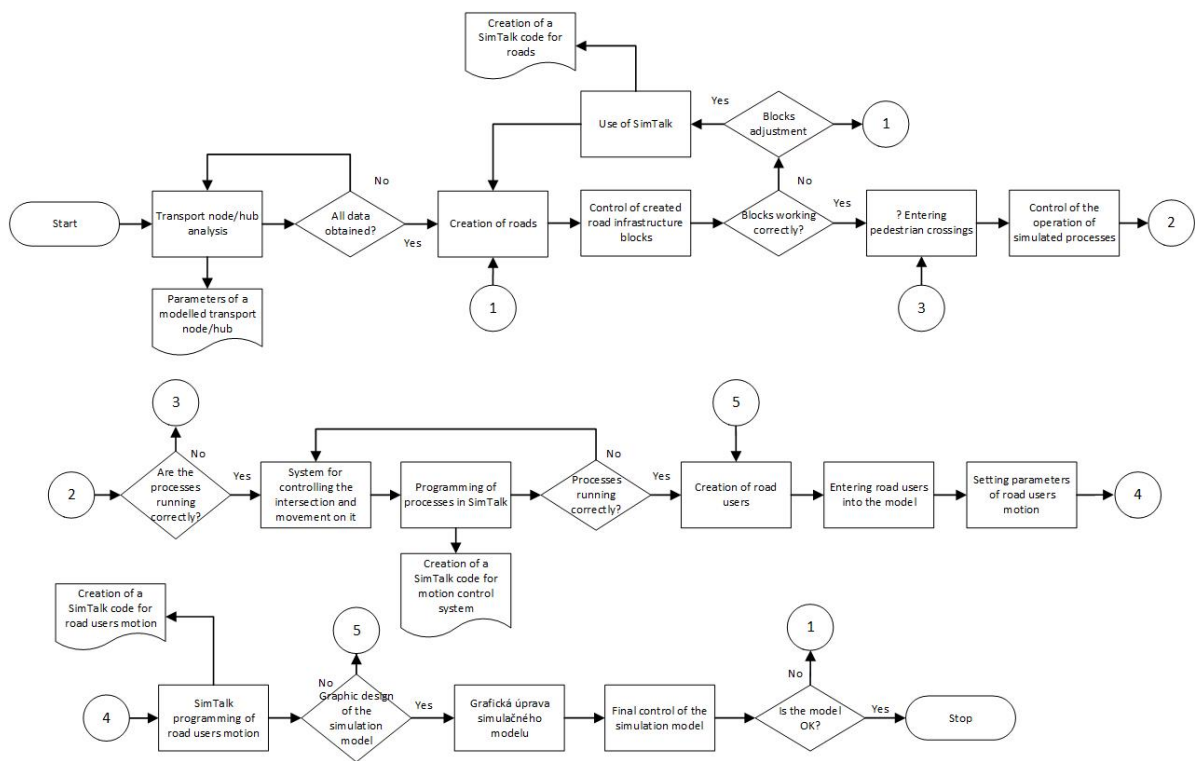 Creation of a
SimTalk code for
roads
Use of SimTalk
Yes
Blocks
adjustment
1
No
No
Start
Transport node/hub
analysis
All data
obtained?
Yes
Creation of roads
Control of created
road infrastructure
blocks
Blocks working
correctly?
Yes
? Entering
pedestrian crossings
Control of the
operation of
simulated processes
2
Parameters of a
modelled transport
node/hub
1
3
3
5
No
No
2
Are the
processes
running
correctly?
Yes
System for
controlling the
intersection and
movement on it
Programming of
processes in SimTalk
Processes
running
correctly?
Yes
Creation of road
users
Entering road users
into the model
Setting parameters
of road users
motion
4
Creation of a
SimTalk code for
motion control
system
Creation of a
SimTalk code for
road users motion
5
1
No
No
4
SimTalk
programming of
road users motion
Graphic design
of the
simulation
model
Yes
Grafická úprava
simulačného
modelu
Final control of the
simulation model
Is the model
OK?
Yes
Stop